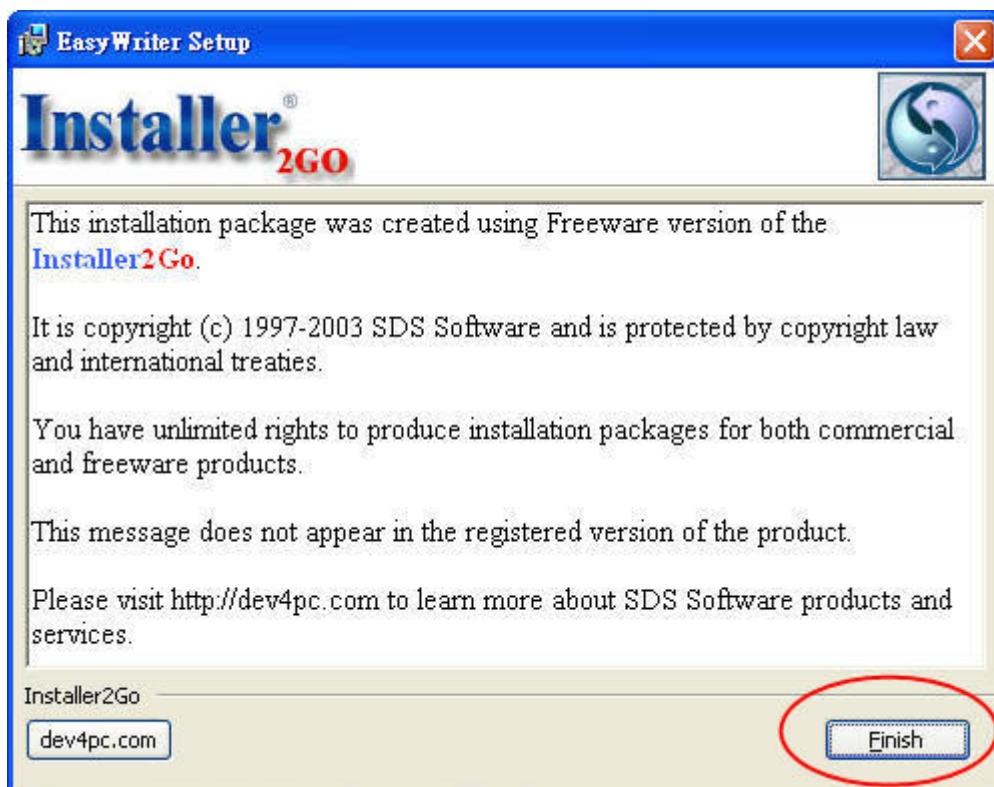 EasyWriter Setup
Installer®
2GO
This installation package was created using Freeware version of the
Installer2Go.
It is copyright (c) 1997-2003 SDS Software and is protected by copyright law
and international treaties.
You have unlimited rights to produce installation packages for both commercial
and freeware products.
This message does not appear in the registered version of the product.
Please visit http://dev4pc.com to learn more about SDS Software products and
services.
Installer2Go
dev4pc.com
Finish